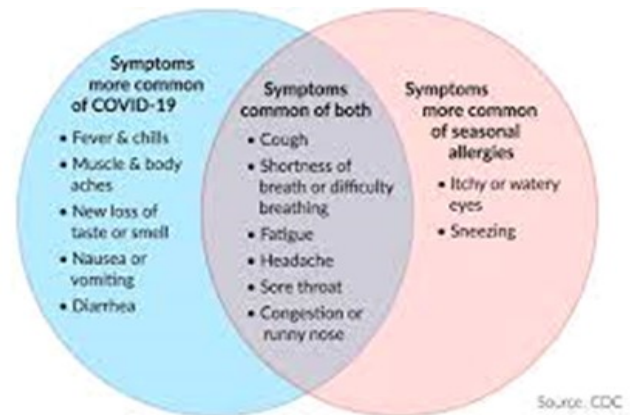 Symptoms
more common
of COVID-19
• Fever & chills
• Muscle & body
aches
• New loss of
taste or smell
• Nausea or
vomiting
• Diarrhea
Symptoms
common of both
• Cough
• Shortness of
breath or difficulty
breathing
• Fatigue
• Headache
• Sore throat
• Congestion or
runny nose
Symptoms
more common
of seasonal
allergies
• Itchy or watery
eyes
• Sneezing
Source: CDC